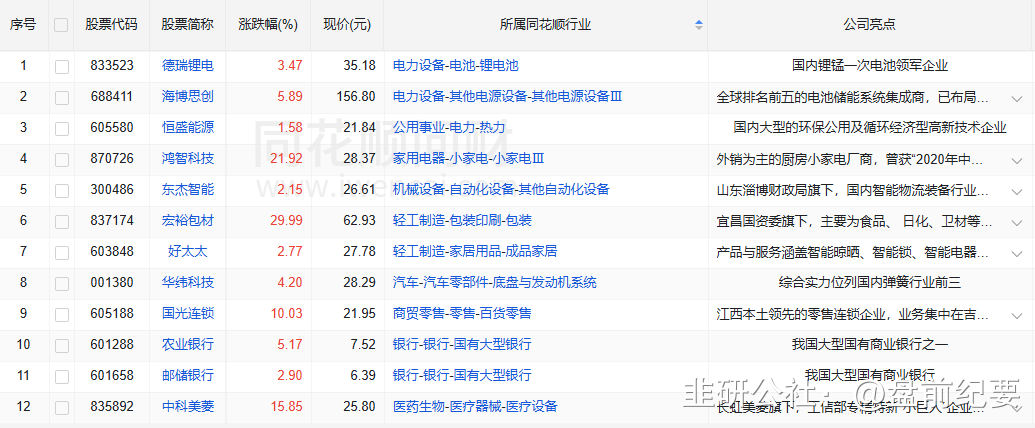 序号 股票代码 股票简称 涨跌幅(%) 现价(元) 所属同花顺行业 公司亮点
1 833523 德瑞锂电 3.47 35.18 电力设备-电池-锂电池 国内锂锰一次电池领军企业
2 688411 海博思创 5.89 156.80 电力设备-其他电源设备-其他电源设备Ⅲ 全球排名前五的电池储能系统集成商，已布局...
3 605580 恒盛能源 1.58 21.84 公用事业-电力-热力 国内大型的环保公用及循环经济型高新技术企业
4 870726 鸿智科技 21.92 28.37 家用电器-小家电-小家电Ⅲ 外销为主的厨房小家电厂商，曾获“2020年中...
5 300486 东杰智能 2.15 26.61 机械设备-自动化设备-其他自动化设备 山东淄博财政局旗下，国内智能物流装备行业...
6 837174 宏裕包材 29.99 62.93 轻工制造-包装印刷-包装 宜昌国资委旗下，主要为食品、日化、卫材等...
7 603848 好太太 2.77 27.78 轻工制造-家居用品-成品家居 产品与服务涵盖智能晾晒、智能锁、智能电器...
8 001380 华纬科技 4.20 28.29 汽车-汽车零部件-底盘与发动机系统 综合实力位列国内弹簧行业前三
9 605188 国光连锁 10.03 21.95 商贸零售-零售-百货零售 江西本土领先的零售连锁企业，业务集中在吉...
10 601288 农业银行 5.17 7.52 银行-银行-国有大型银行 我国大型国有商业银行之一
11 601658 邮储银行 2.90 6.39 银行-银行-国有大型银行 我国大型国有商业银行
12 835892 中科美菱 15.85 25.80 医药生物-医疗器械-医疗设备 长虹美菱旗下，工信部专精特新“小巨人”企业...
同花顺问财
www.iwencai.com
韭研公社：@盘前纪要